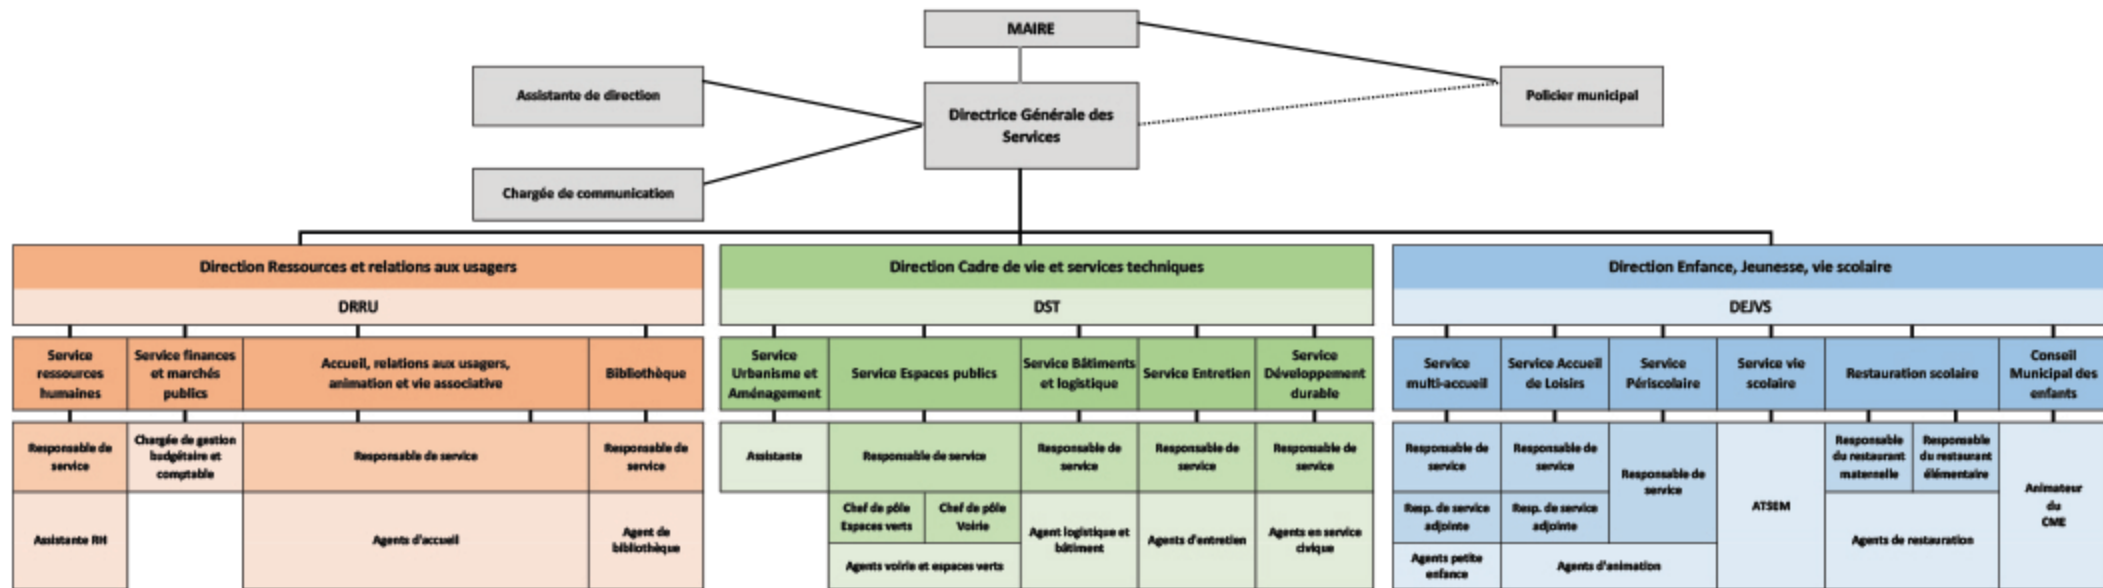 MAIRE
Assistante de direction
Policier municipal
Directrice Générale des
Services
Chargée de communication
Direction Ressources et relations aux usagers
DRRU
Service
ressources
humaines
Service finances
et marchés
publics
Accueil, relations aux usagers,
animation et vie associative
Bibliothèque
Responsable de
service
Chargée de gestion
budgétaire et
comptable
Responsable de service
Responsable de
service
Assistante RH
Agents d'accueil
Agent de
bibliothèque
Direction Cadre de vie et services techniques
DST
Service
Urbanisme et
Aménagement
Service Espaces publics
Service Bâtiments
et logistique
Service Entretien
Service
Développement
durable
Assistante
Responsable de service
Responsable de
service
Responsable de
service
Responsable de
service
Chef de pôle
Espaces verts
Chef de pôle
Voirie
Agents voirie et espaces verts
Agent logistique et
bâtiment
Agents d'entretien
Agents en service
civique
Direction Enfance, Jeunesse, vie scolaire
DEJVS
Service
multi-accueil
Service Accueil
de Loisirs
Service
Périscolaire
Service vie
scolaire
Restauration scolaire
Conseil
Municipal des
enfants
Responsable de
service
Responsable de
service
Responsable de
service
ATSEM
Responsable
du restaurant
maternelle
Responsable
du restaurant
élémentaire
Animateur
du
CME
Resp. de service
adjointe
Resp. de service
adjointe
Agents de restauration
Agents petite
enfance
Agents d'animation